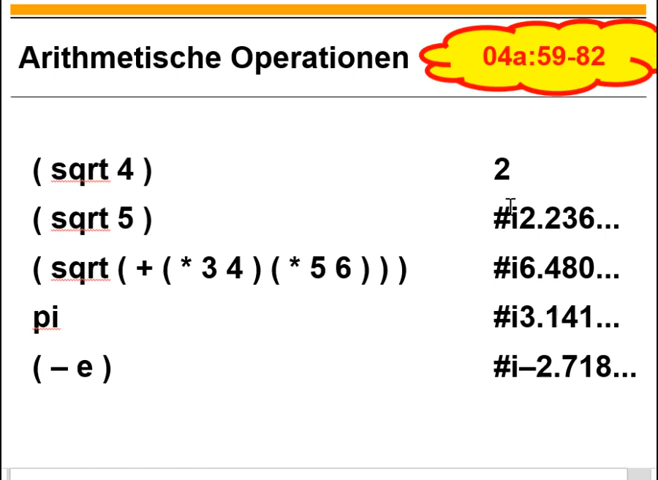 Arithmetische Operationen
04a:59-82
( sqrt 4 ) 2
( sqrt 5 ) #i2.236...
( sqrt ( + ( * 3 4 ) ( * 5 6 ) ) ) #i6.480...
pi #i3.141...
( – e ) #i–2.718...